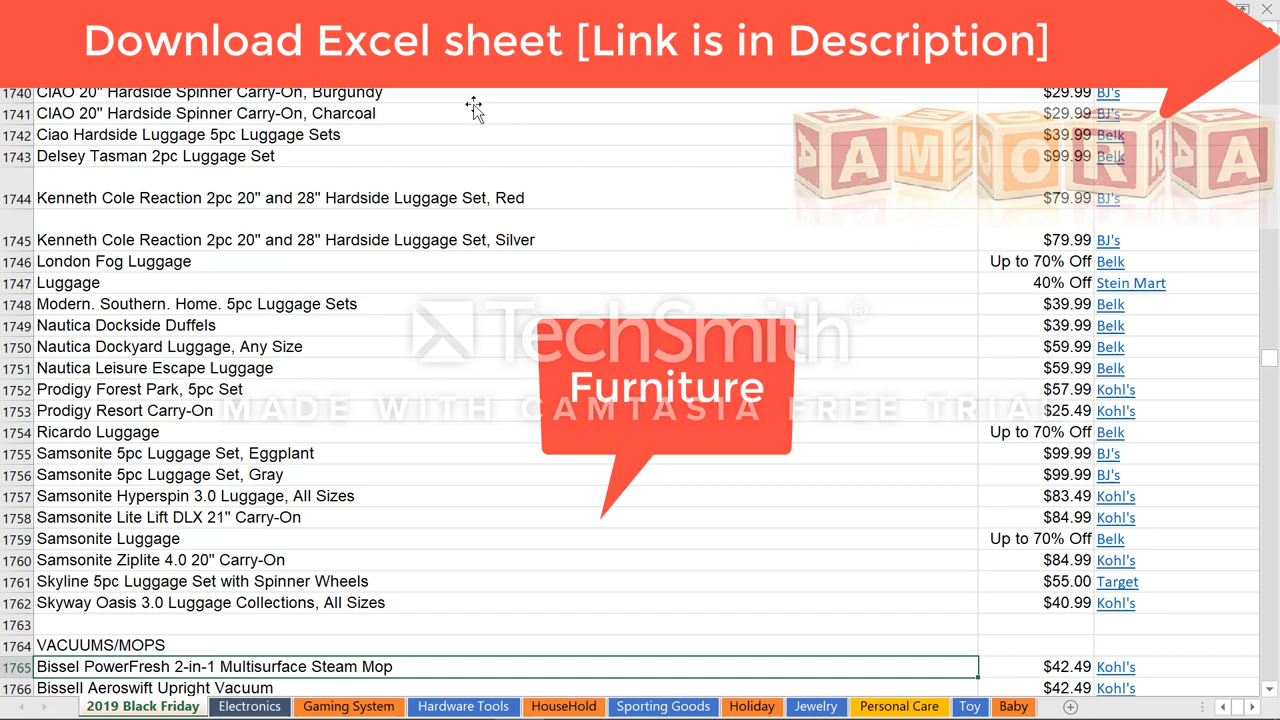 Download Excel sheet [Link is in Description]
1740 CIAO 20" Hardside Spinner Carry-On, Burgundy $29.99 BJ's
1741 CIAO 20" Hardside Spinner Carry-On, Charcoal $29.99 BJ's
1742 Ciao Hardside Luggage 5pc Luggage Sets $39.99 Belk
1743 Delsey Tasman 2pc Luggage Set $99.99 Belk
AMSORRA
1744 Kenneth Cole Reaction 2pc 20" and 28" Hardside Luggage Set, Red $79.99 BJ's
1745 Kenneth Cole Reaction 2pc 20" and 28" Hardside Luggage Set, Silver $79.99 BJ's
1746 London Fog Luggage Up to 70% Off Belk
1747 Luggage 40% Off Stein Mart
1748 Modern. Southern. Home. 5pc Luggage Sets $39.99 Belk
1749 Nautica Dockside Duffels $39.99 Belk
TechSmith®
1750 Nautica Dockyard Luggage, Any Size $59.99 Belk
1751 Nautica Leisure Escape Luggage $59.99 Belk
Furniture
1752 Prodigy Forest Park, 5pc Set $57.99 Kohl's
1753 Prodigy Resort Carry-On $25.49 Kohl's
MADE WITH CAMTASIA FREE TRIAL
1754 Ricardo Luggage Up to 70% Off Belk
1755 Samsonite 5pc Luggage Set, Eggplant $99.99 BJ's
1756 Samsonite 5pc Luggage Set, Gray $99.99 BJ's
1757 Samsonite Hyperspin 3.0 Luggage, All Sizes $83.49 Kohl's
1758 Samsonite Lite Lift DLX 21" Carry-On $84.99 Kohl's
1759 Samsonite Luggage Up to 70% Off Belk
1760 Samsonite Ziplite 4.0 20" Carry-On $84.99 Kohl's
1761 Skyline 5pc Luggage Set with Spinner Wheels $55.00 Target
1762 Skyway Oasis 3.0 Luggage Collections, All Sizes $40.99 Kohl's
1763
1764 VACUUMS/MOPS
1765 Bissel PowerFresh 2-in-1 Multisurface Steam Mop $42.49 Kohl's
1766 Bissell Aeroswift Upright Vacuum $42.49 Kohl's
2019 Black Friday Electronics Gaming System Hardware Tools HouseHold Sporting Goods Holiday Jewelry Personal Care Toy Baby